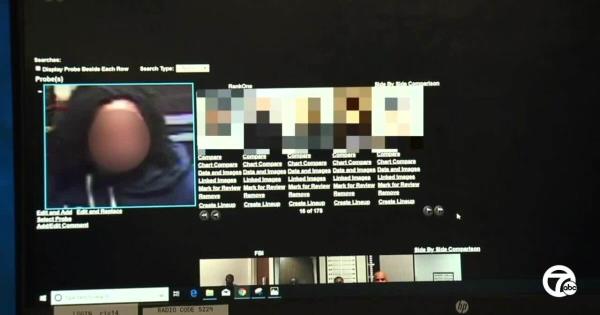 Searches:
Display Probe Beside Each Row Search Type:
Probe(s)
RankOne Side By Side Comparison
Compare Compare Compare Compare Compare
Chart Compare Chart Compare Chart Compare Chart Compare Chart Compare
Data and Images Data and Images Data and Images Data and Images Data and Images
Linked Images Linked Images Linked Images Linked Images Linked Images
Mark for Review Mark for Review Mark for Review Mark for Review Mark for Review
Remove Remove Remove Remove Remove
Create Lineup Create Lineup Create Lineup Create Lineup Create Lineup
16 of 178
Edit and Add Edit and Replace
Select Probe
Add/Edit Comment
FBI Side By Side Comparison
LOGIN
RADIO CODE 5224
hp
7 abc